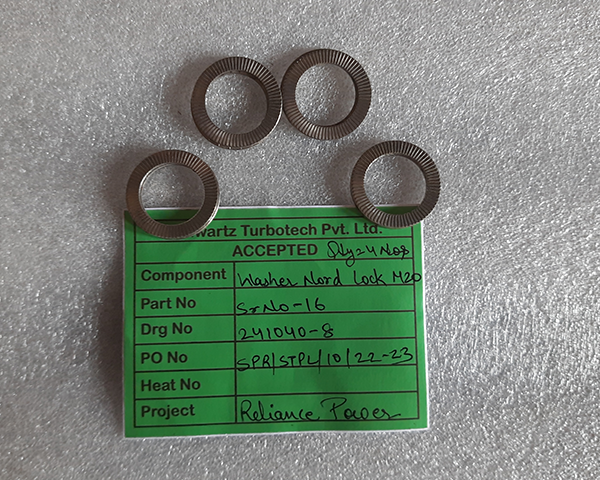 wartz Turbotech Pvt. Ltd.
ACCEPTED Qty=4 Nos
Component Washer Nord Lock M20
Part No Sr No-16
Drg No 241040-8
PO No SPR/STPL/10/22-23
Heat No
Project Reliance Power